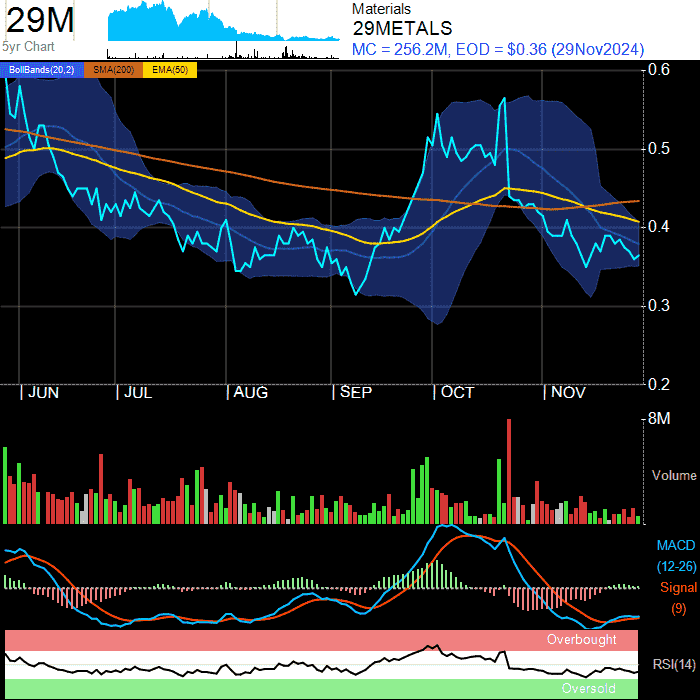 29M
5yr Chart
Materials
29METALS
MC = 256.2M, EOD = $0.36 (29Nov2024)
BollBands(20,2) SMA(200) EMA(50)
0.6
0.5
0.4
0.3
0.2
| JUN | JUL | AUG | SEP | OCT | NOV
8M
Volume
MACD
(12-26)
Signal
(9)
Overbought
RSI(14)
Oversold